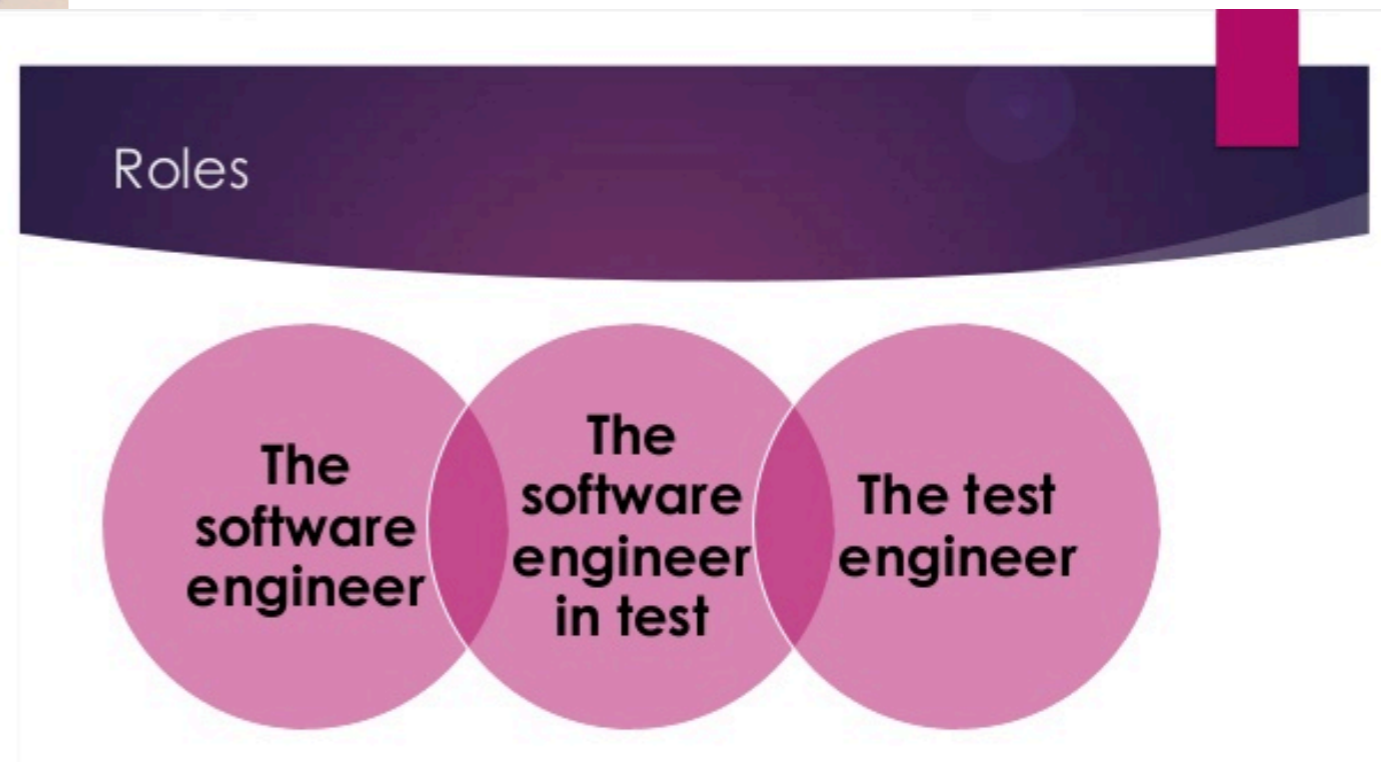 Roles
The
software
engineer
The
software
engineer
in test
The test
engineer